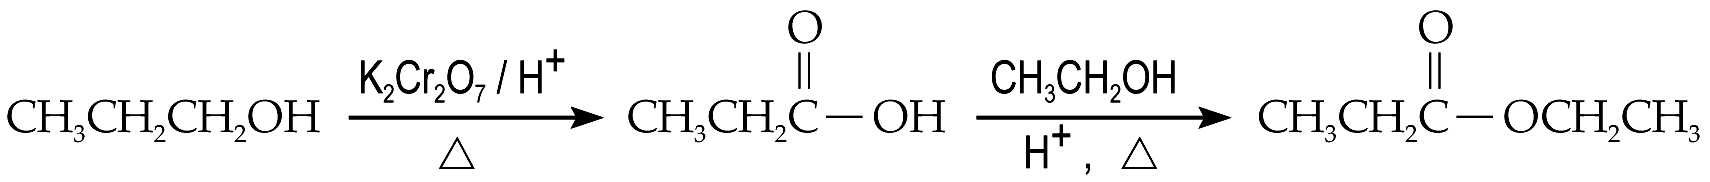 O O
K₂Cr₂O₇ / H⁺ || CH₃CH₂OH ||
CH₃CH₂CH₂OH → CH₃CH₂C — OH → CH₃CH₂C — OCH₂CH₃
△ H⁺ , △